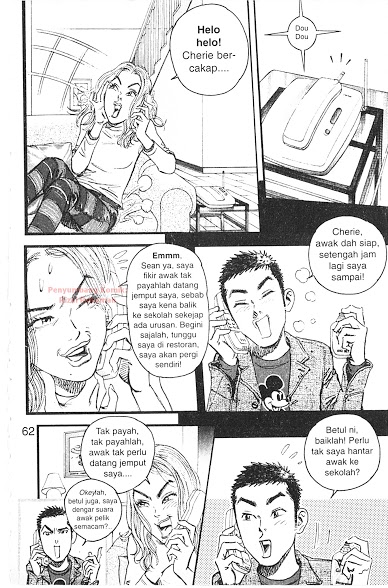 Dou
Dou
Helo
helo!
Cherie ber-
cakap....
Cherie,
awak dah siap,
setengah jam
lagi saya
sampai!
Emmm,
Sean ya, saya
fikir awak tak
payahlah datang
jemput saya, sebab
saya kena balik
ke sekolah sekejap
ada urusan. Begini
sajalah, tunggu
saya di restoran,
saya akan pergi
sendiri!
Penyumbang Komik
Betul ni,
baiklah! Perlu
tak saya hantar
awak ke
sekolah?
Tak payah,
tak payahlah,
awak tak perlu
datang jemput
saya....
Okeylah,
betul juga, saya
dengar suara
awak pelik
semacam?..
62